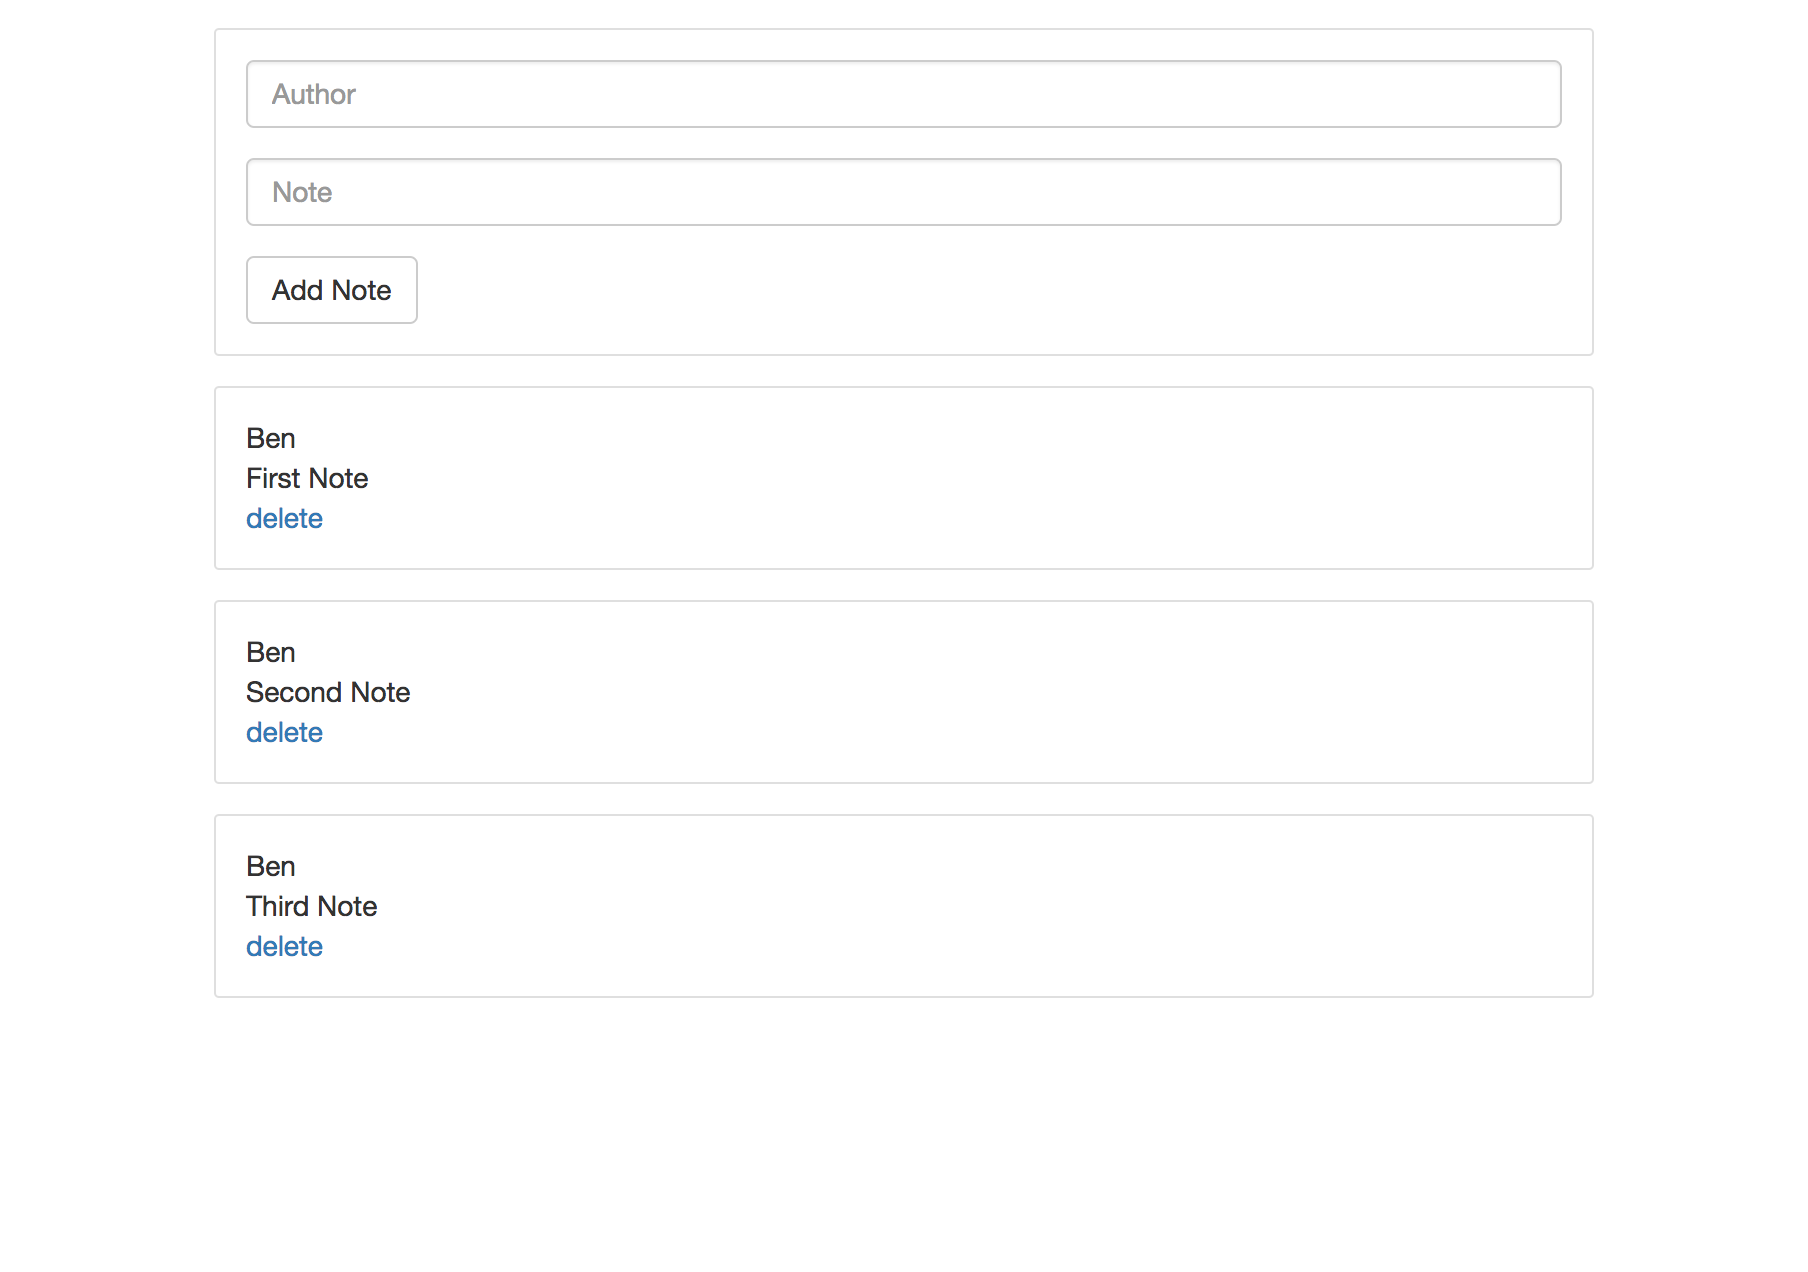 Author
Note
Add Note
Ben
First Note
delete
Ben
Second Note
delete
Ben
Third Note
delete